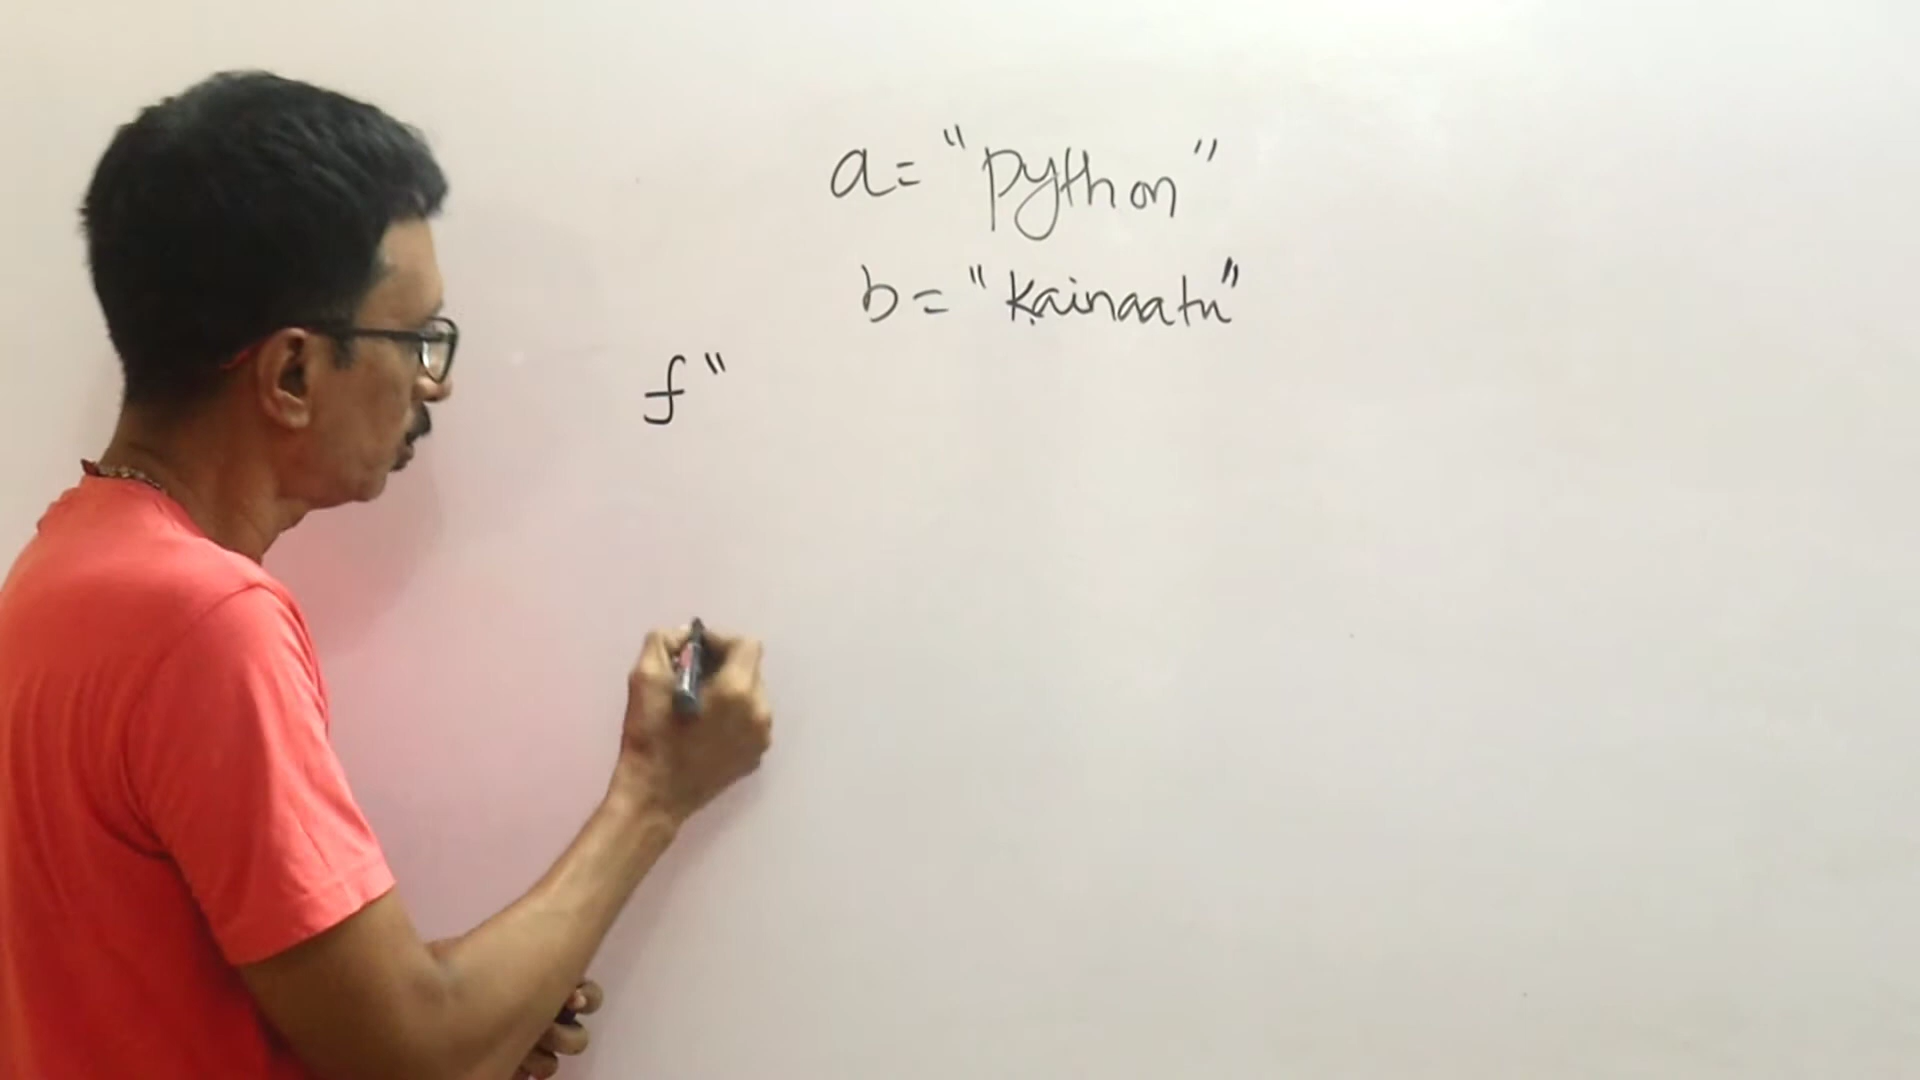 a= "python"
b= "kainaatu"
f"